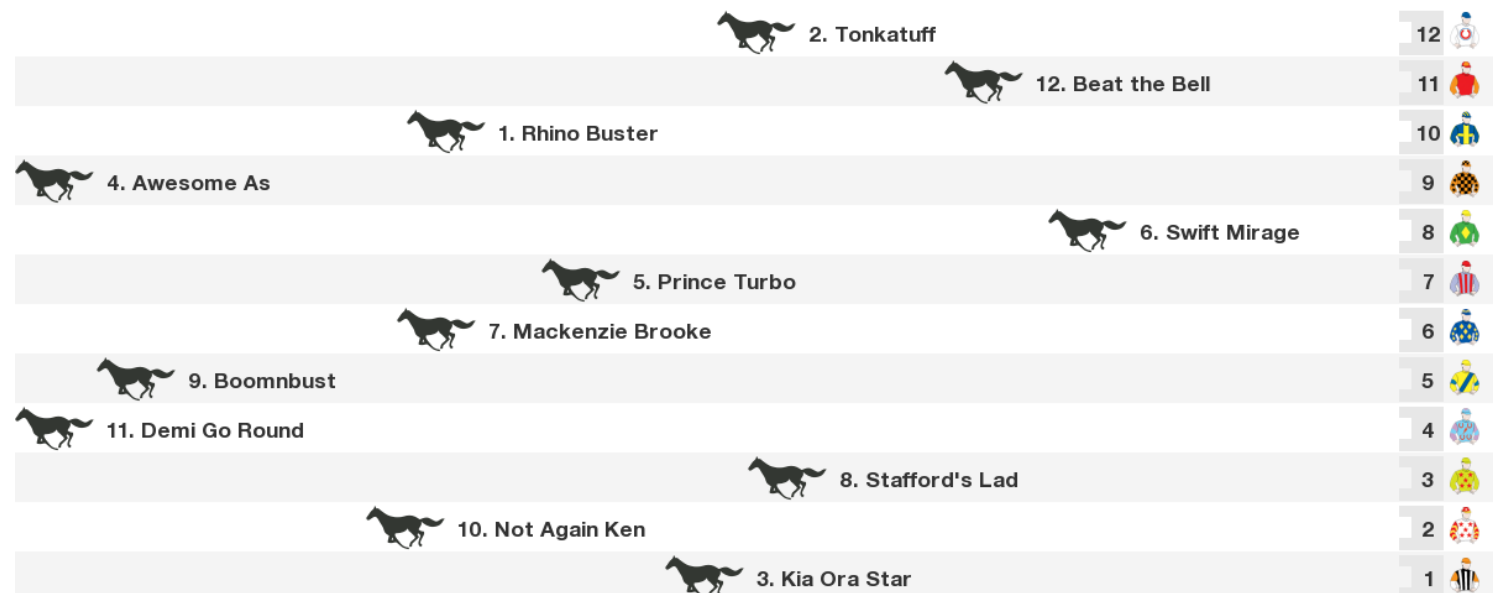 2. Tonkatuff 12
12. Beat the Bell 11
1. Rhino Buster 10
4. Awesome As 9
6. Swift Mirage 8
5. Prince Turbo 7
7. Mackenzie Brooke 6
9. Boomnbust 5
11. Demi Go Round 4
8. Stafford's Lad 3
10. Not Again Ken 2
3. Kia Ora Star 1